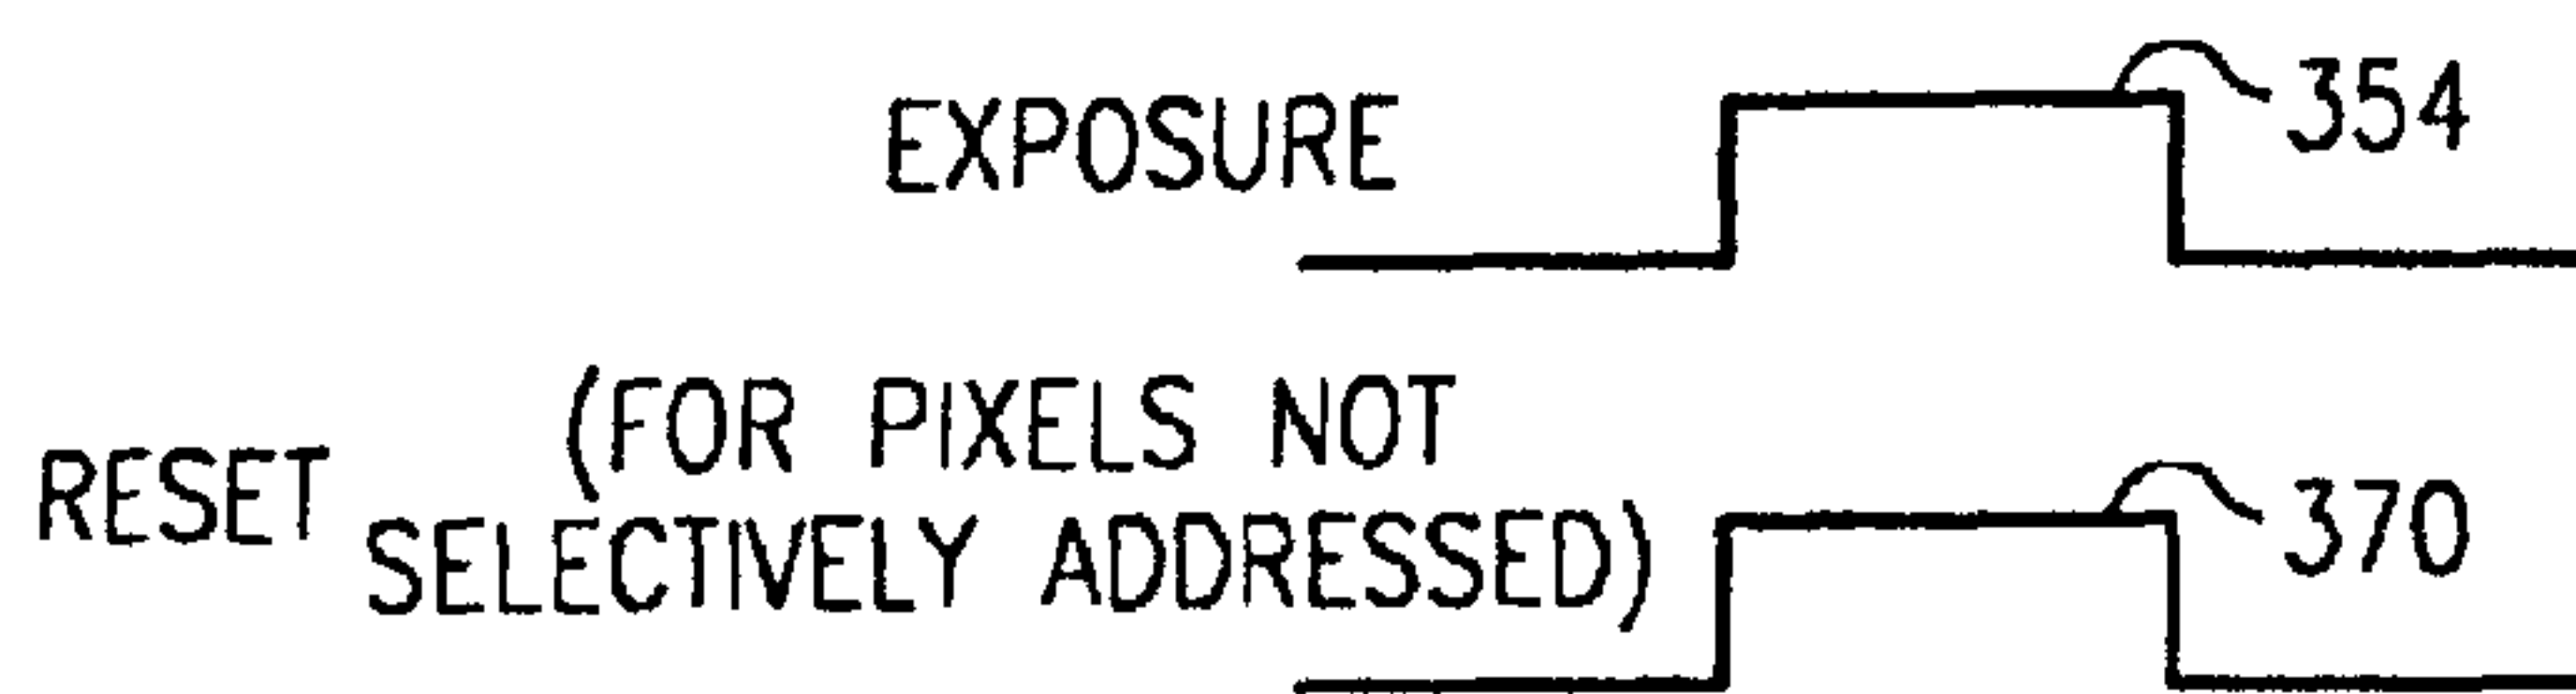 EXPOSURE 354
(FOR PIXELS NOT
RESET SELECTIVELY ADDRESSED) 370